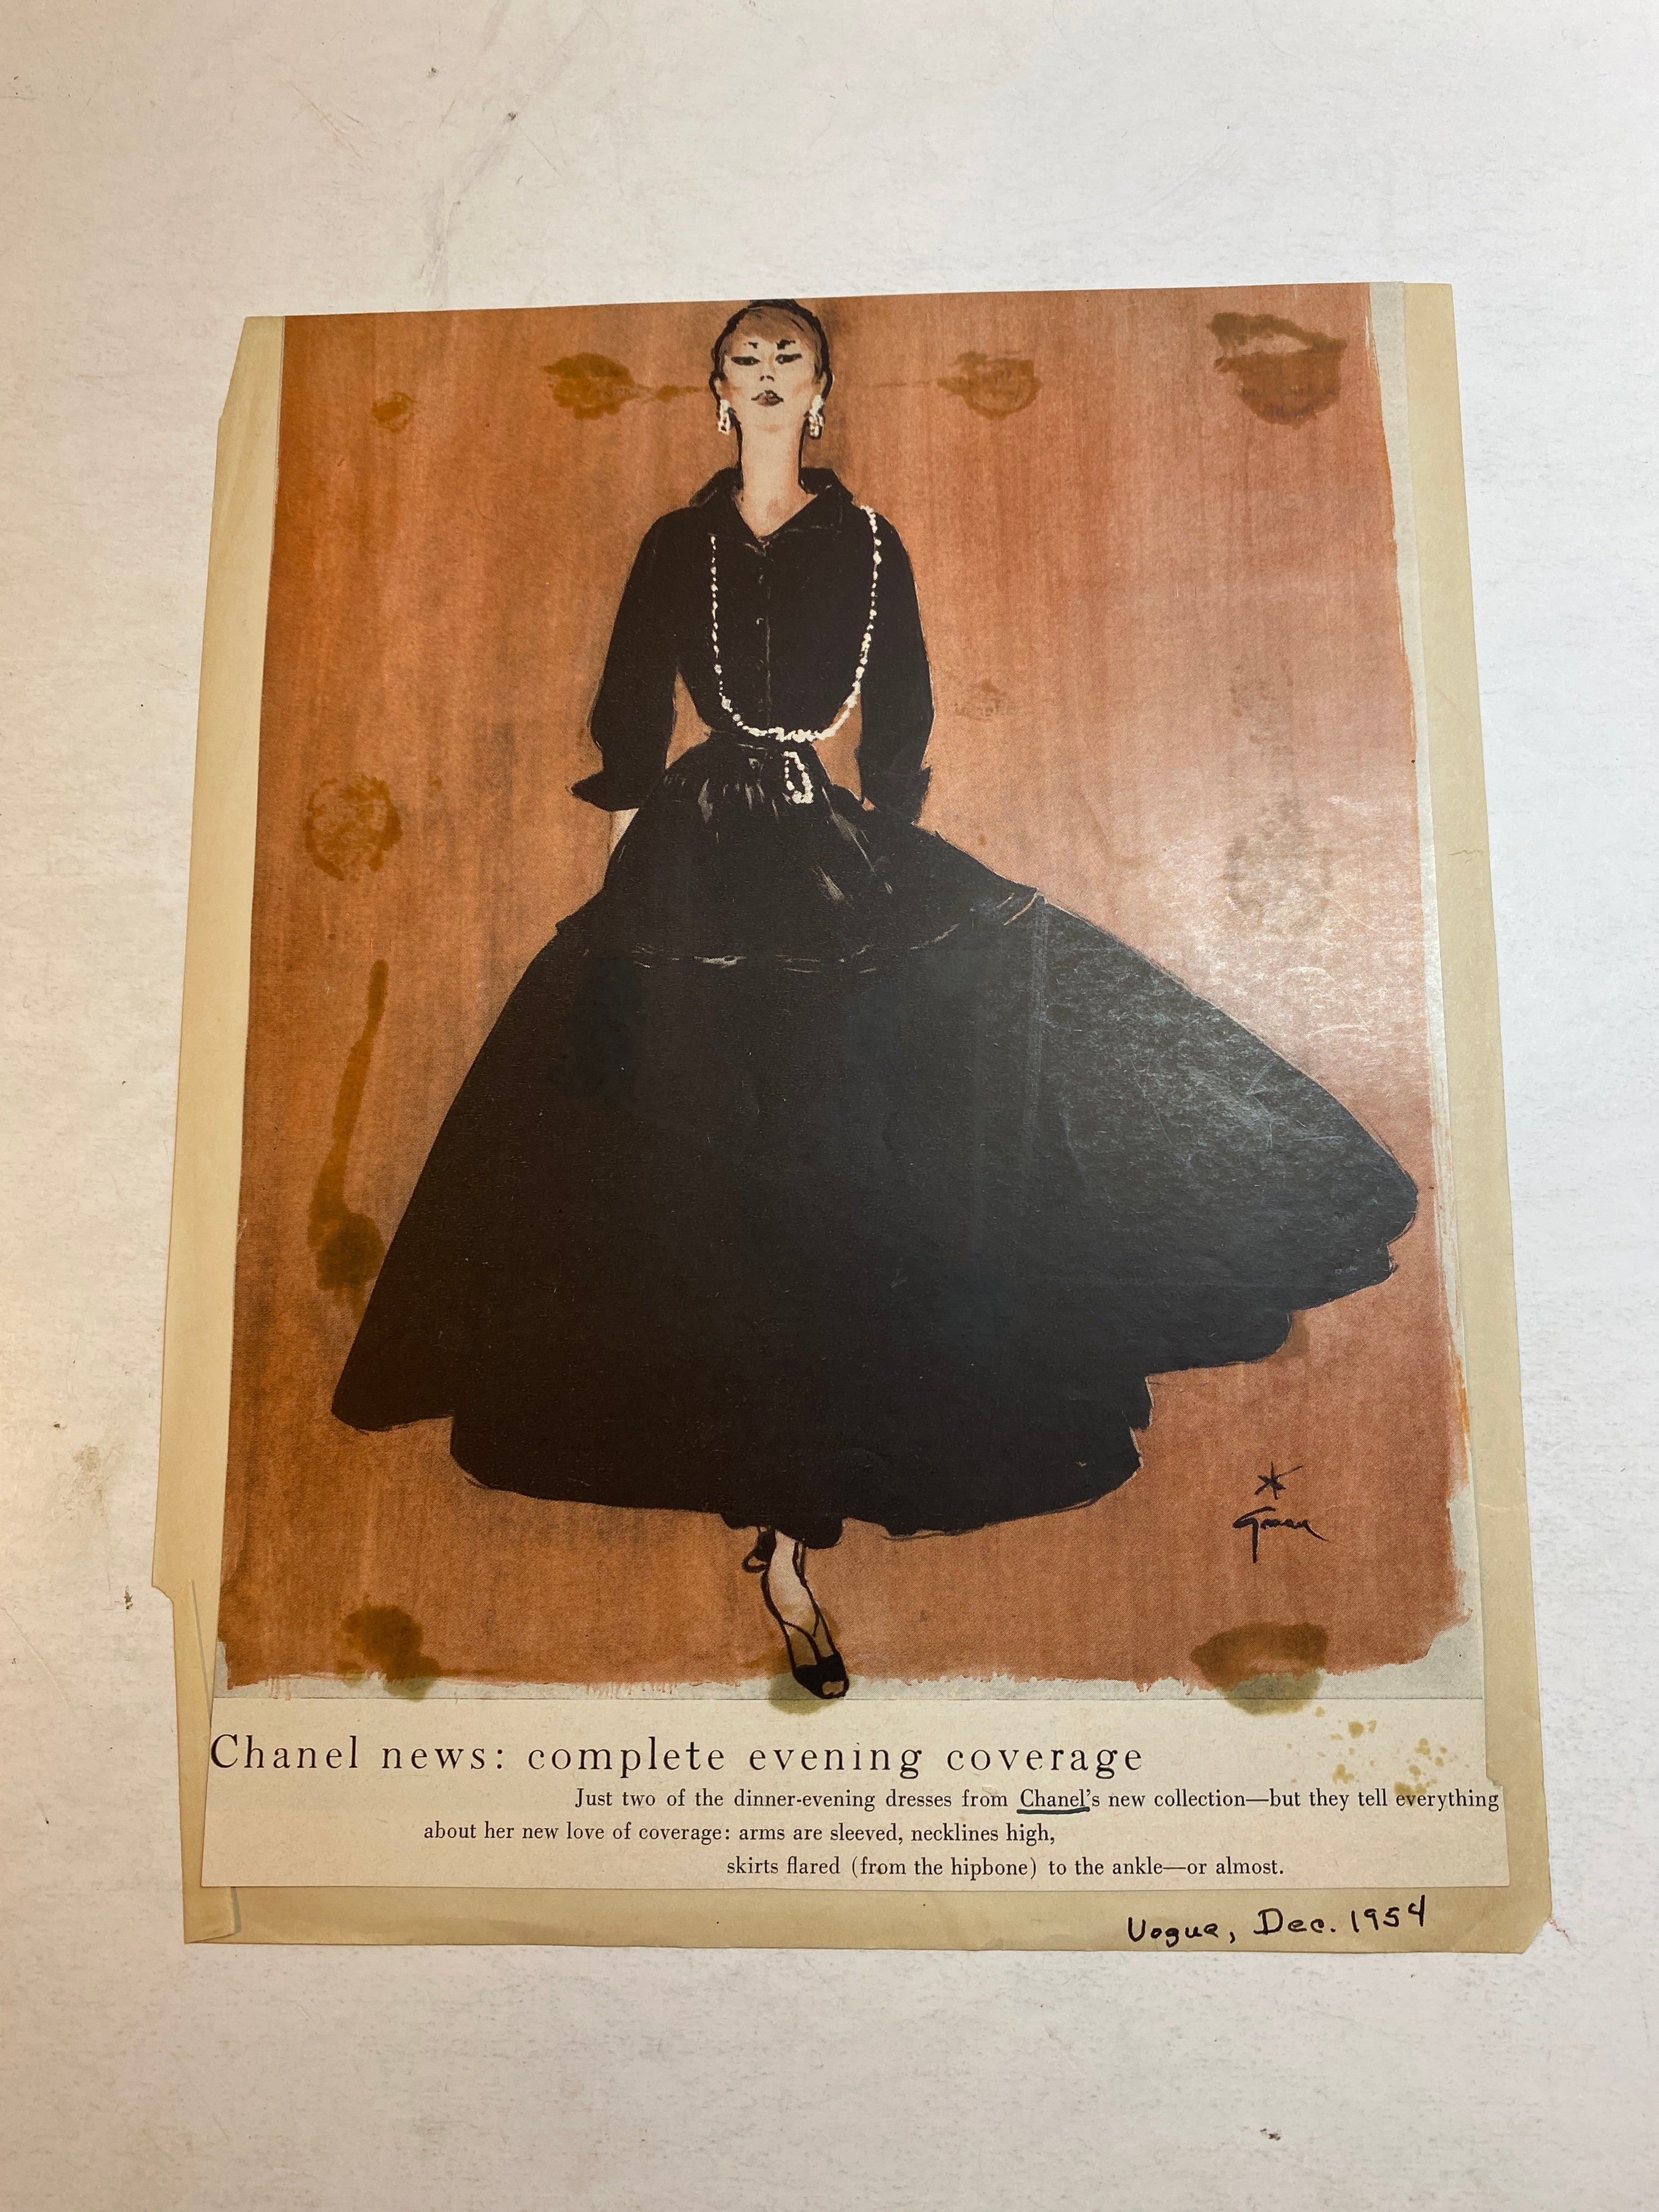 Gruau
Chanel news: complete evening coverage
Just two of the dinner-evening dresses from Chanel's new collection—but they tell everything
about her new love of coverage: arms are sleeved, necklines high,
skirts flared (from the hipbone) to the ankle—or almost.
Vogue, Dec. 1954